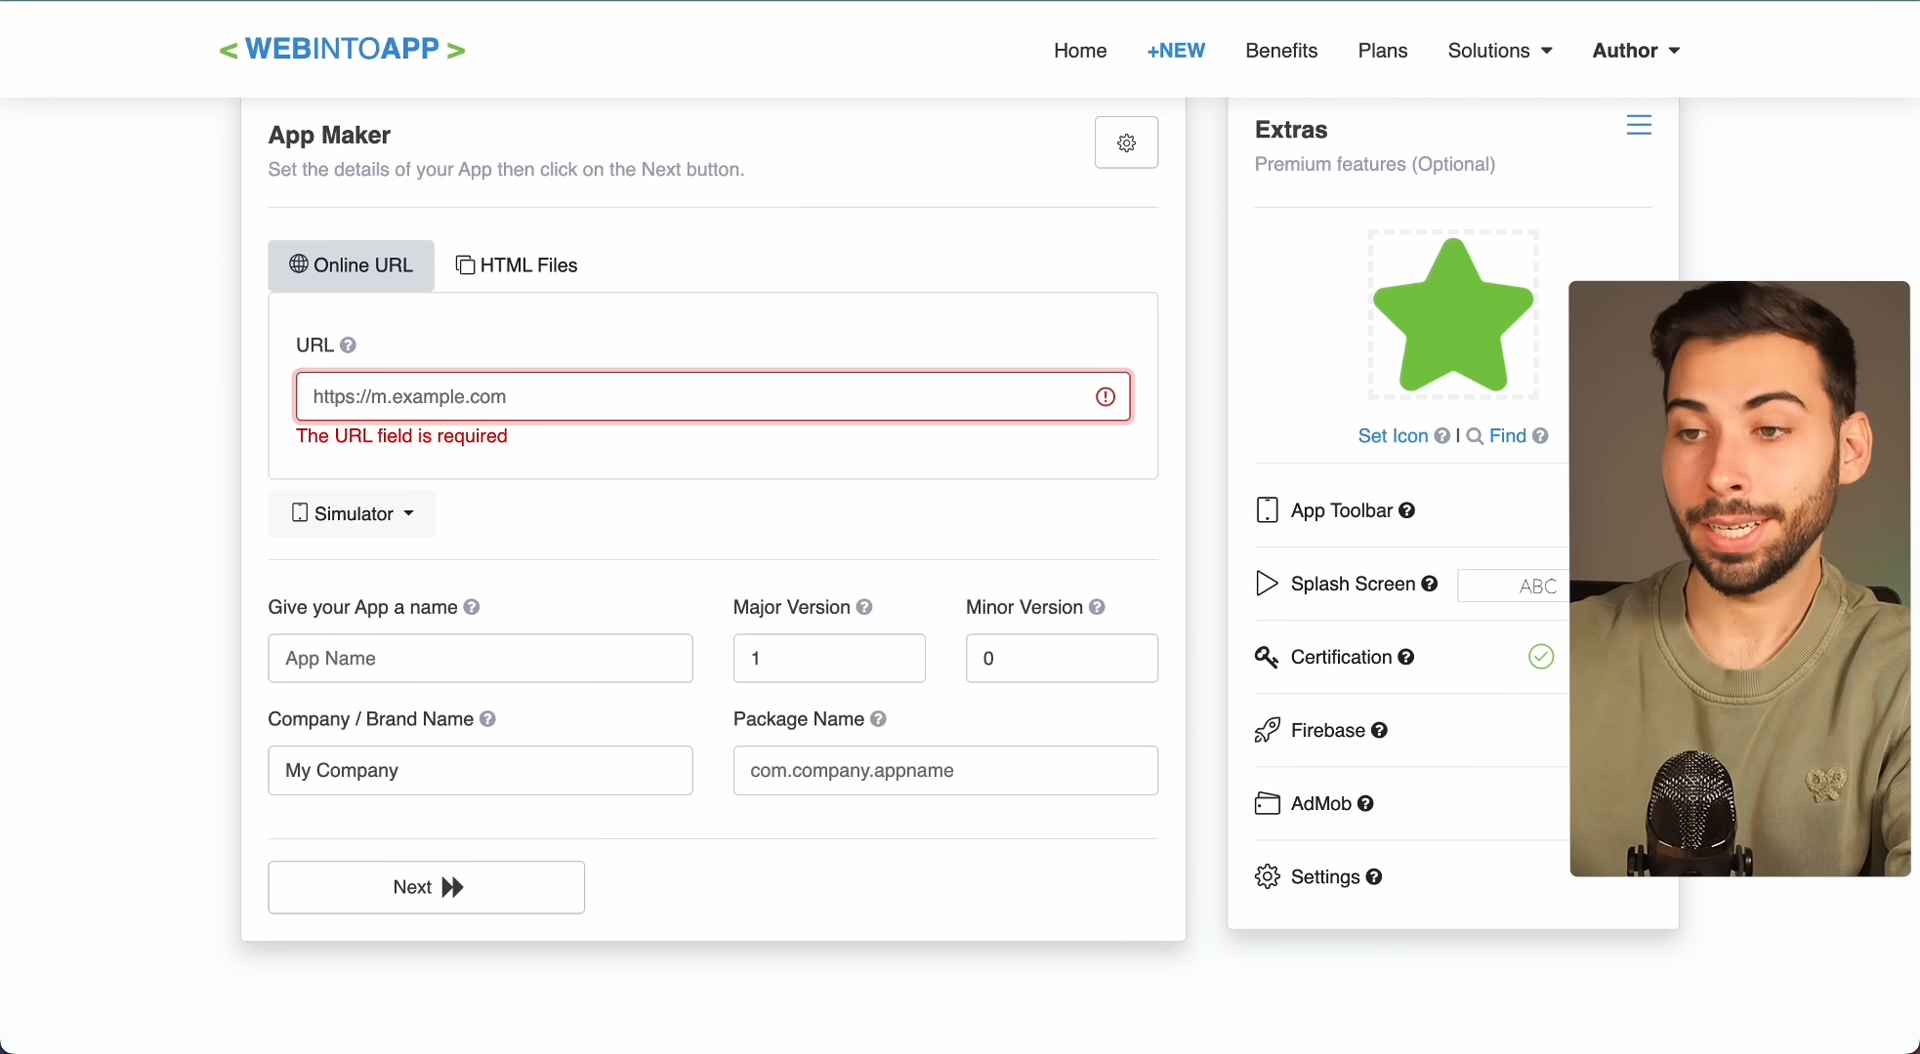 < WEBINTOAPP >
Home
+NEW
Benefits
Plans
Solutions
Author
App Maker
Set the details of your App then click on the Next button.
Online URL
HTML Files
URL
https://m.example.com
The URL field is required
Simulator
Give your App a name
App Name
Major Version
1
Minor Version
0
Company / Brand Name
My Company
Package Name
com.company.appname
Next
Extras
Premium features (Optional)
Set Icon | Find
App Toolbar
Splash Screen
ABC
Certification
Firebase
AdMob
Settings